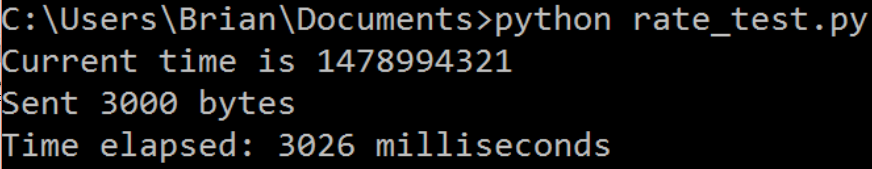 C:\Users\Brian\Documents>python rate_test.py
Current time is 1478994321
Sent 3000 bytes
Time elapsed: 3026 milliseconds